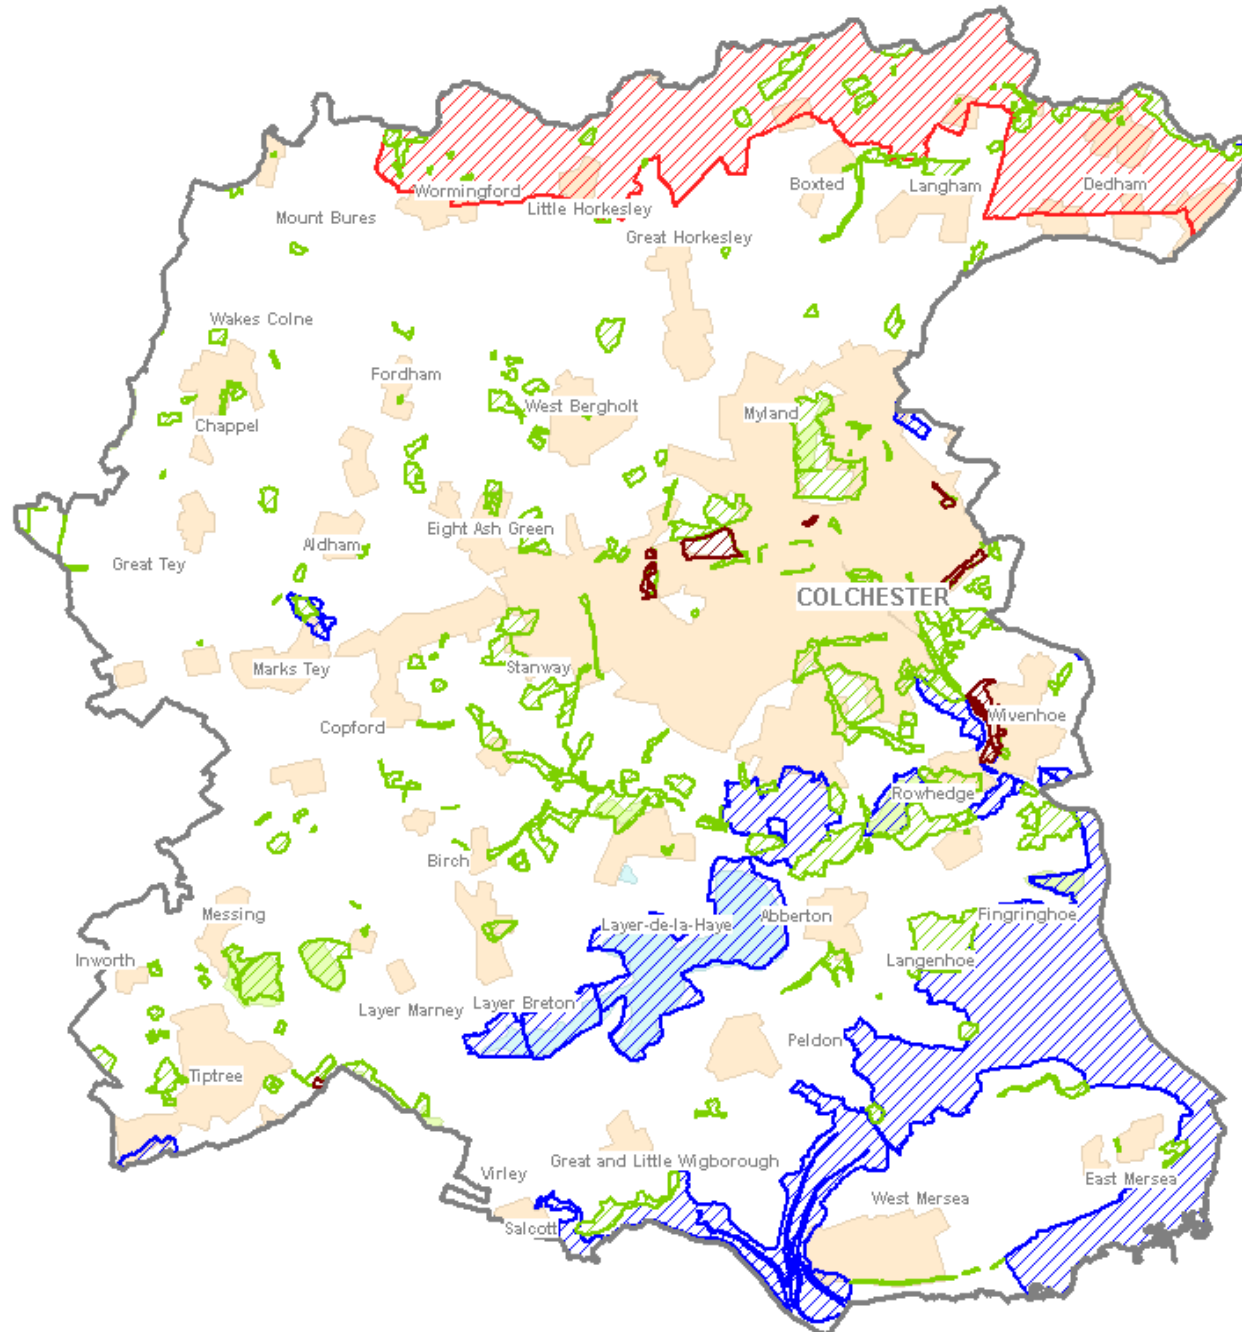 Wormingford
Boxted
Langham
Dedham
Mount Bures
Little Horkesley
Great Horkesley
Wakes Colne
Fordham
West Bergholt
Myland
Chappel
Eight Ash Green
Aldham
Great Tey
COLCHESTER
Marks Tey
Stanway
Copford
Wivenhoe
Rowhedge
Birch
Messing
Layer-de-la-Haye
Abberton
Fingringhoe
Inworth
Langenhoe
Layer Marney
Layer Breton
Peldon
Tiptree
Great and Little Wigborough
Virley
East Mersea
West Mersea
Salcott